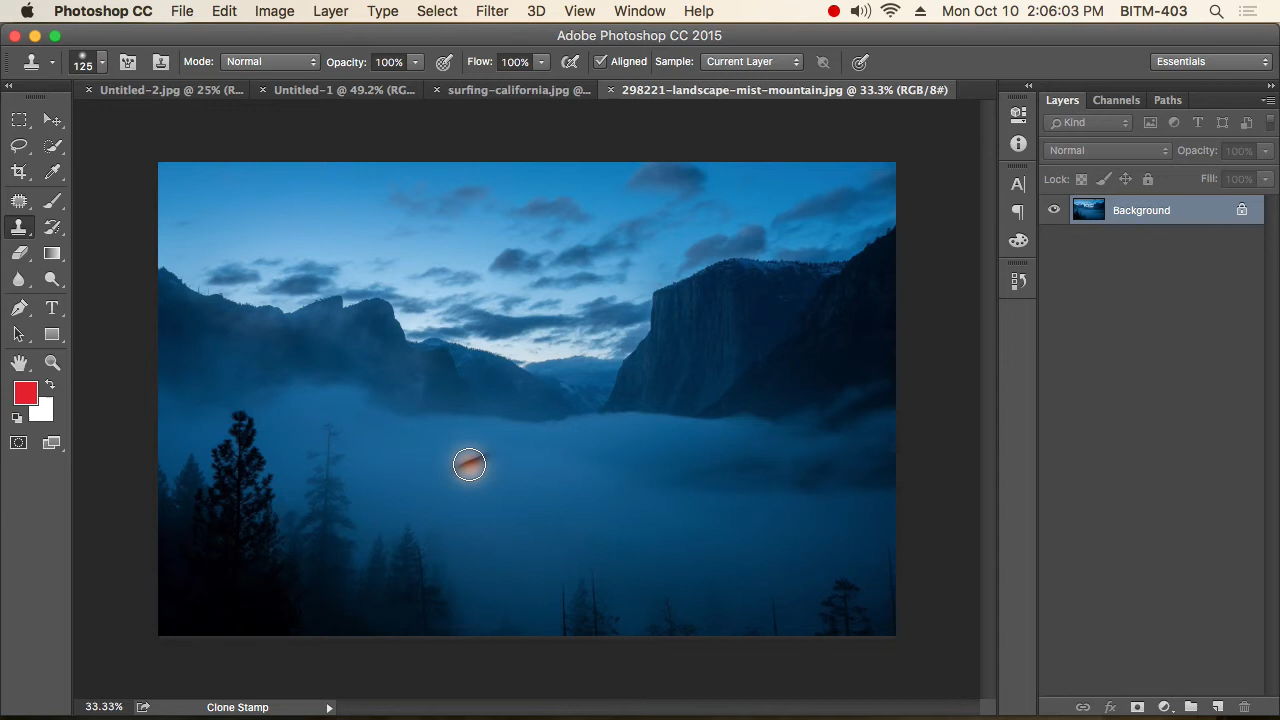 Photoshop CC File Edit Image Layer Type Select Filter 3D View Window Help Mon Oct 10 2:06:03 PM BITM-403
Adobe Photoshop CC 2015
125 Mode: Normal Opacity: 100% Flow: 100% Aligned Sample: Current Layer Essentials
× Untitled-2.jpg @ 25% (R... × Untitled-1 @ 49.2% (RG... × surfing-california.jpg @... × 298221-landscape-mist-mountain.jpg @ 33.3% (RGB/8#)
Layers Channels Paths
Kind
Normal Opacity: 100%
Lock: Fill: 100%
Background
33.33% Clone Stamp